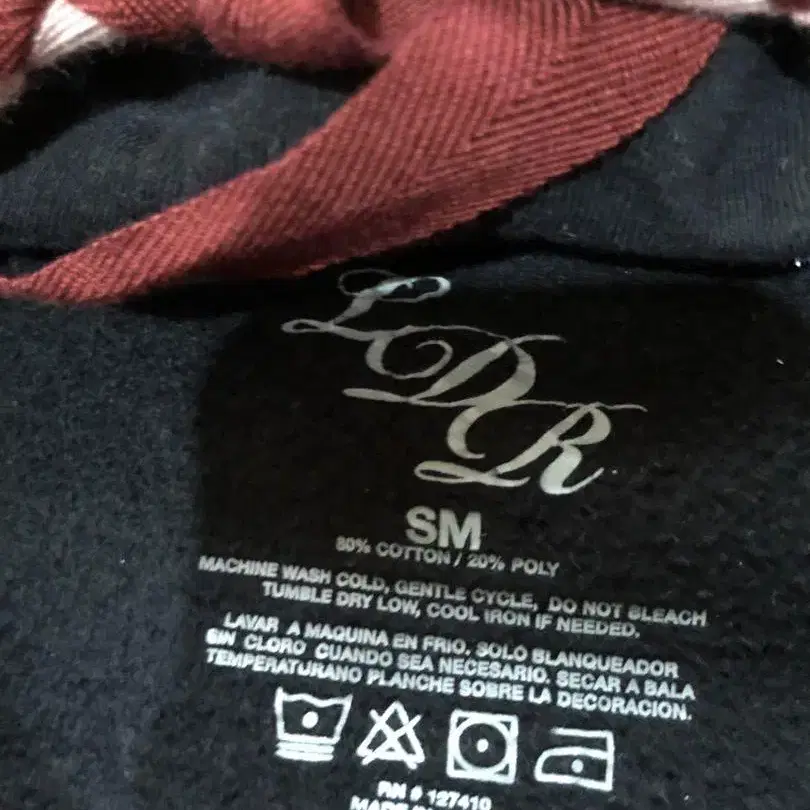 LDR
SM
80% COTTON / 20% POLY
MACHINE WASH COLD, GENTLE CYCLE, DO NOT BLEACH
TUMBLE DRY LOW, COOL IRON IF NEEDED.
LAVAR A MAQUINA EN FRIO. SOLO BLANQUEADOR
SIN CLORO CUANDO SEA NECESARIO. SECAR A BALA
TEMPERATURANO PLANCHE SOBRE LA DECORACION.
RN # 127410
MADE